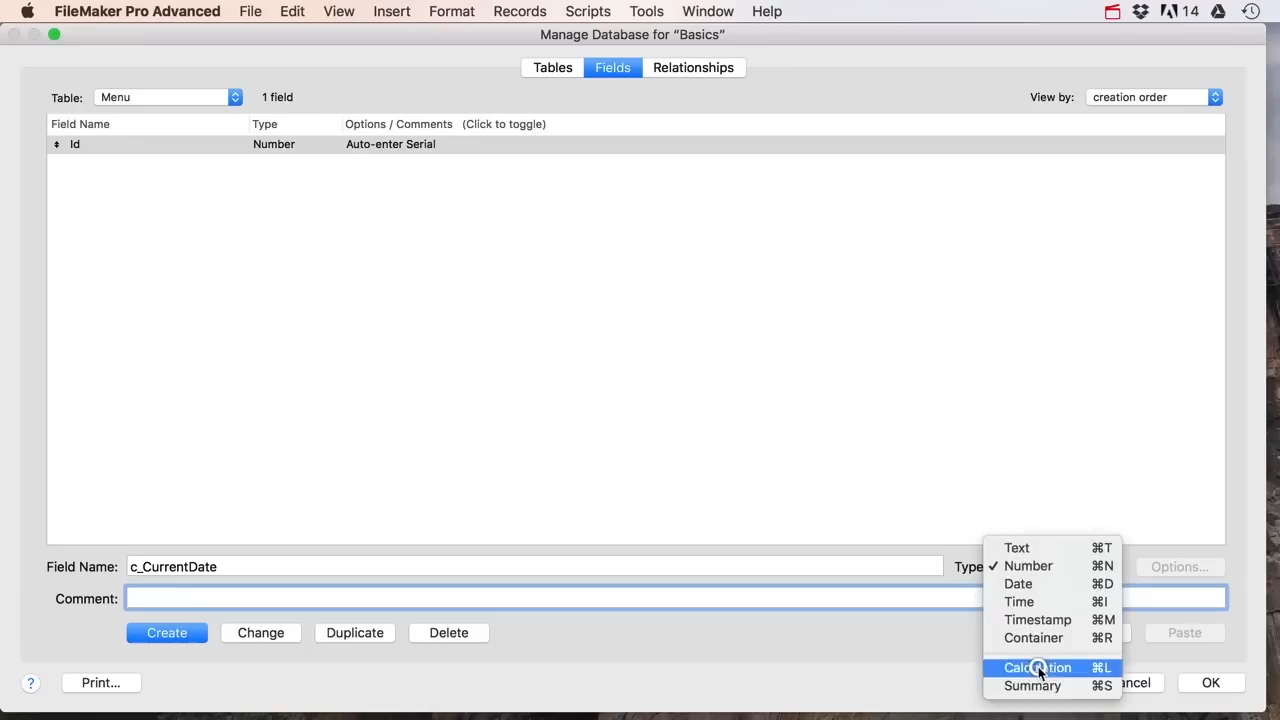 FileMaker Pro Advanced File Edit View Insert Format Records Scripts Tools Window Help 14
Manage Database for “Basics”
Tables Fields Relationships
Table: Menu 1 field View by: creation order
Field Name Type Options / Comments (Click to toggle)
Id Number Auto-enter Serial
Text ⌘T
Field Name: c_CurrentDate Type ✓ Number ⌘N Options...
Date ⌘D
Comment: Time ⌘I
Timestamp ⌘M
Create Change Duplicate Delete Container ⌘R Paste
Calculation ⌘L
? Print... Summary ⌘S ancel OK